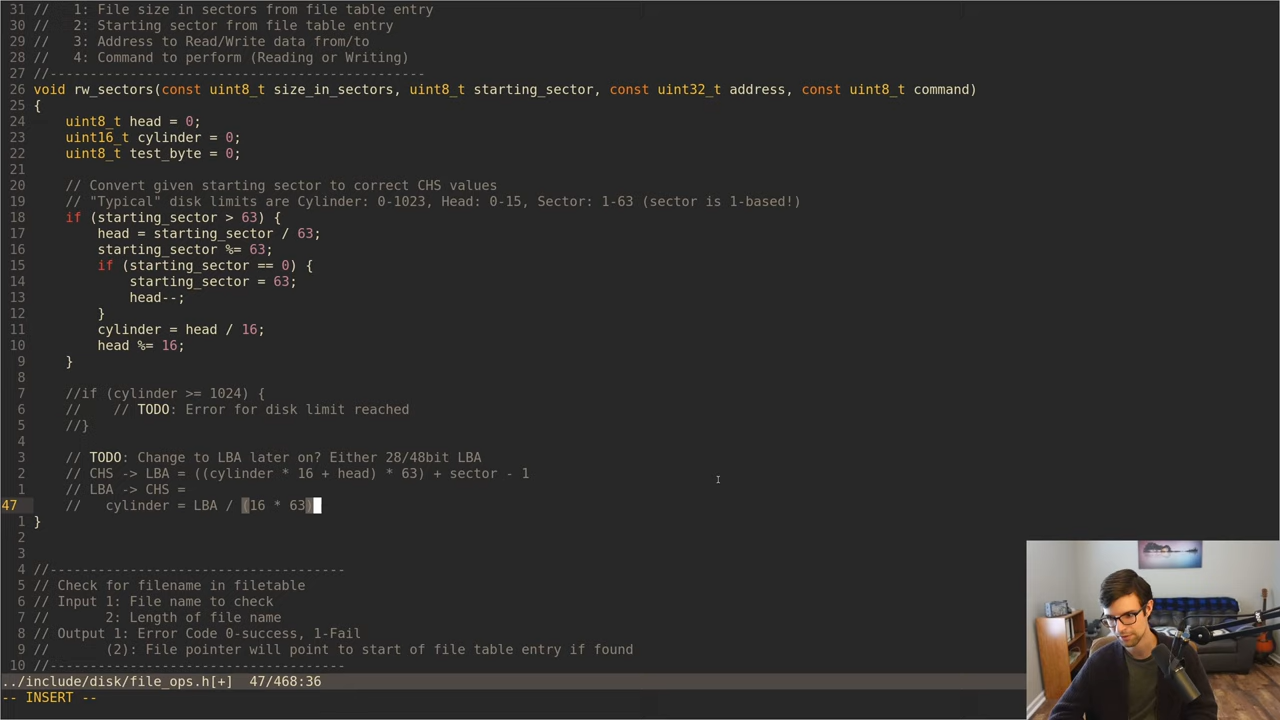 31 //   1: File size in sectors from file table entry
30 //   2: Starting sector from file table entry
29 //   3: Address to Read/Write data from/to
28 //   4: Command to perform (Reading or Writing)
27 //-----------------------------------------------
26 void rw_sectors(const uint8_t size_in_sectors, uint8_t starting_sector, const uint32_t address, const uint8_t command)
25 {
24     uint8_t head = 0;
23     uint16_t cylinder = 0;
22     uint8_t test_byte = 0;
21
20     // Convert given starting sector to correct CHS values
19     // "Typical" disk limits are Cylinder: 0-1023, Head: 0-15, Sector: 1-63 (sector is 1-based!)
18     if (starting_sector > 63) {
17         head = starting_sector / 63;
16         starting_sector %= 63;
15         if (starting_sector == 0) {
14             starting_sector = 63;
13             head--;
12         }
11         cylinder = head / 16;
10         head %= 16;
9     }
8
7     //if (cylinder >= 1024) {
6     //    // TODO: Error for disk limit reached
5     //}
4
3     // TODO: Change to LBA later on? Either 28/48bit LBA
2     // CHS -> LBA = ((cylinder * 16 + head) * 63) + sector - 1
1     // LBA -> CHS =
47     //   cylinder = LBA / (16 * 63)
1 }
2
3
4 //-------------------------------------
5 // Check for filename in filetable
6 // Input 1: File name to check
7 //       2: Length of file name
8 // Output 1: Error Code 0-success, 1-Fail
9 //       (2): File pointer will point to start of file table entry if found
10 //-------------------------------------
../include/disk/file_ops.h[+]  47/468:36
-- INSERT --